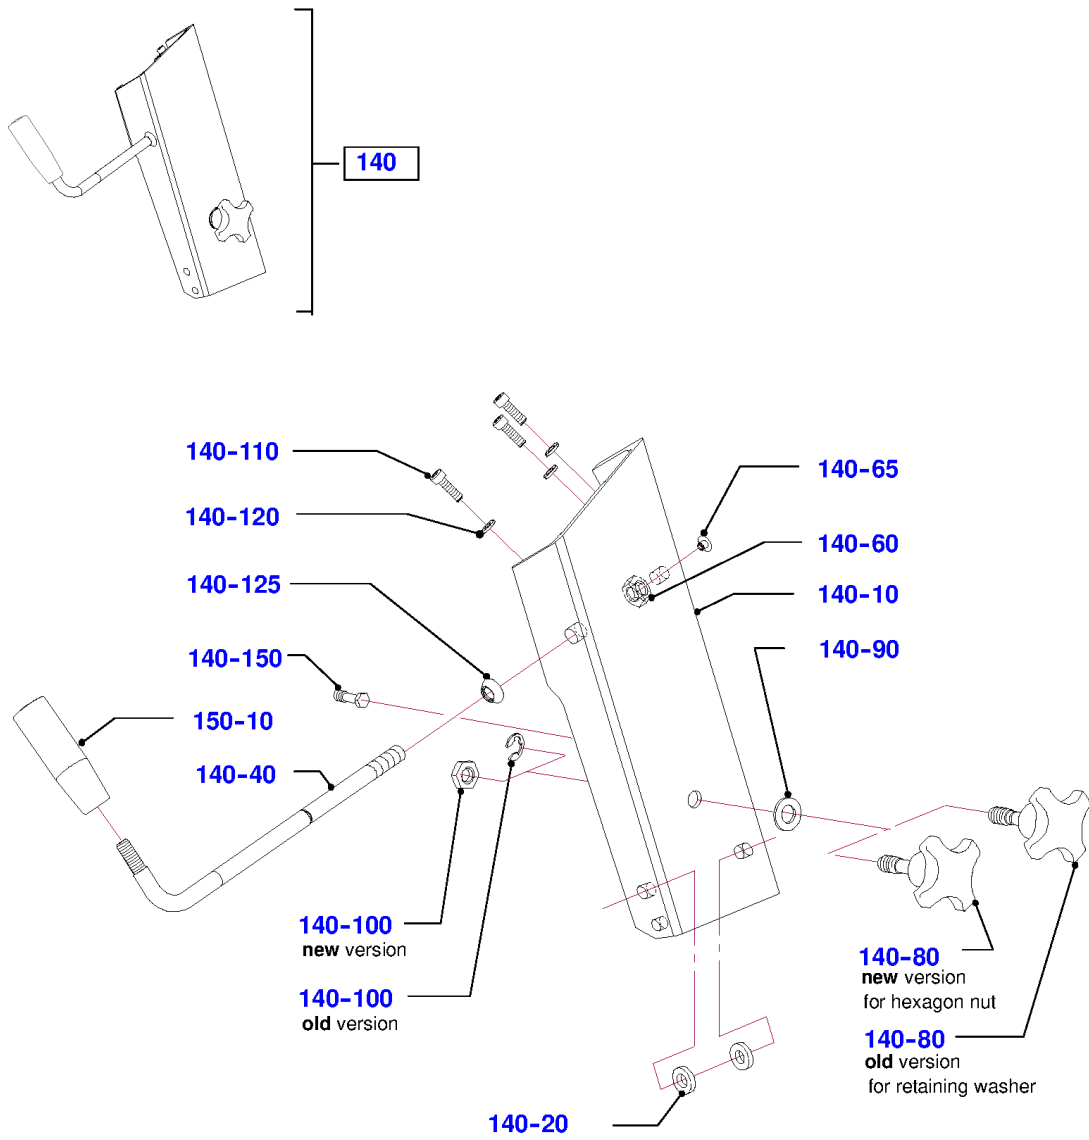 140
140-110
140-65
140-120
140-60
140-125
140-10
140-90
140-150
150-10
140-40
140-100
new version
140-80
new version
for hexagon nut
140-100
old version
140-80
old version
for retaining washer
140-20